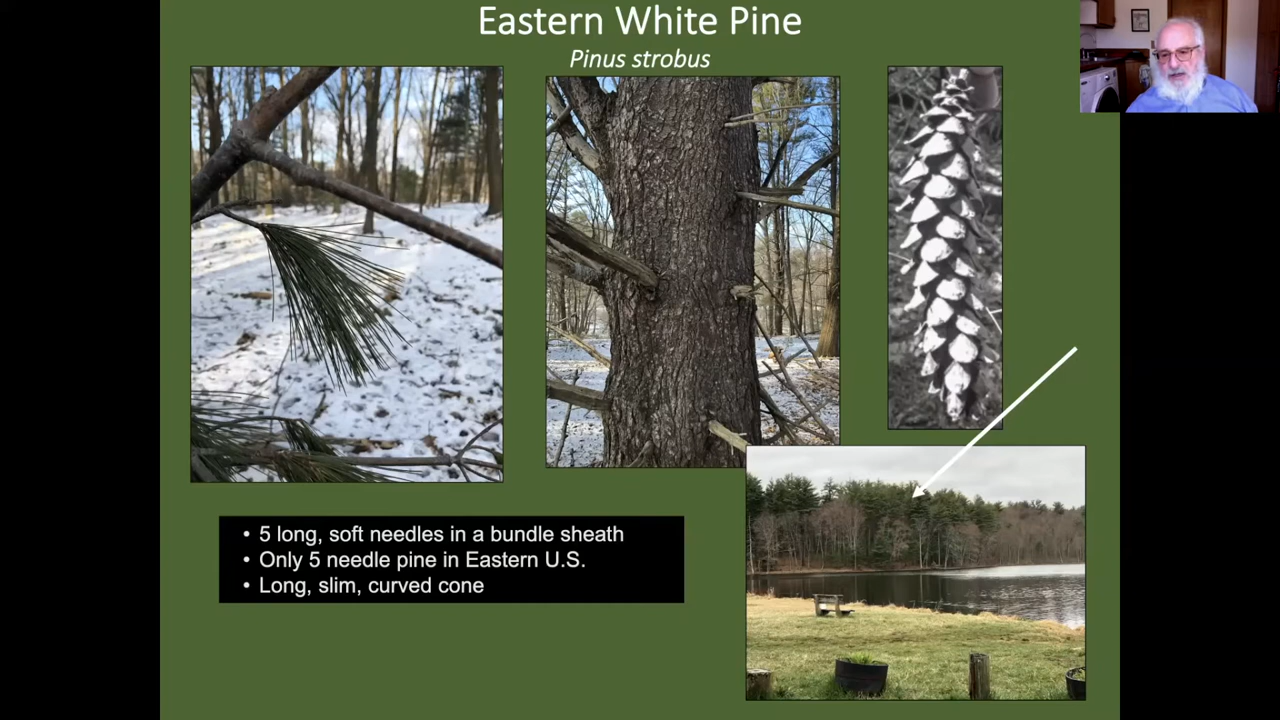 Eastern White Pine
Pinus strobus
• 5 long, soft needles in a bundle sheath
• Only 5 needle pine in Eastern U.S.
• Long, slim, curved cone